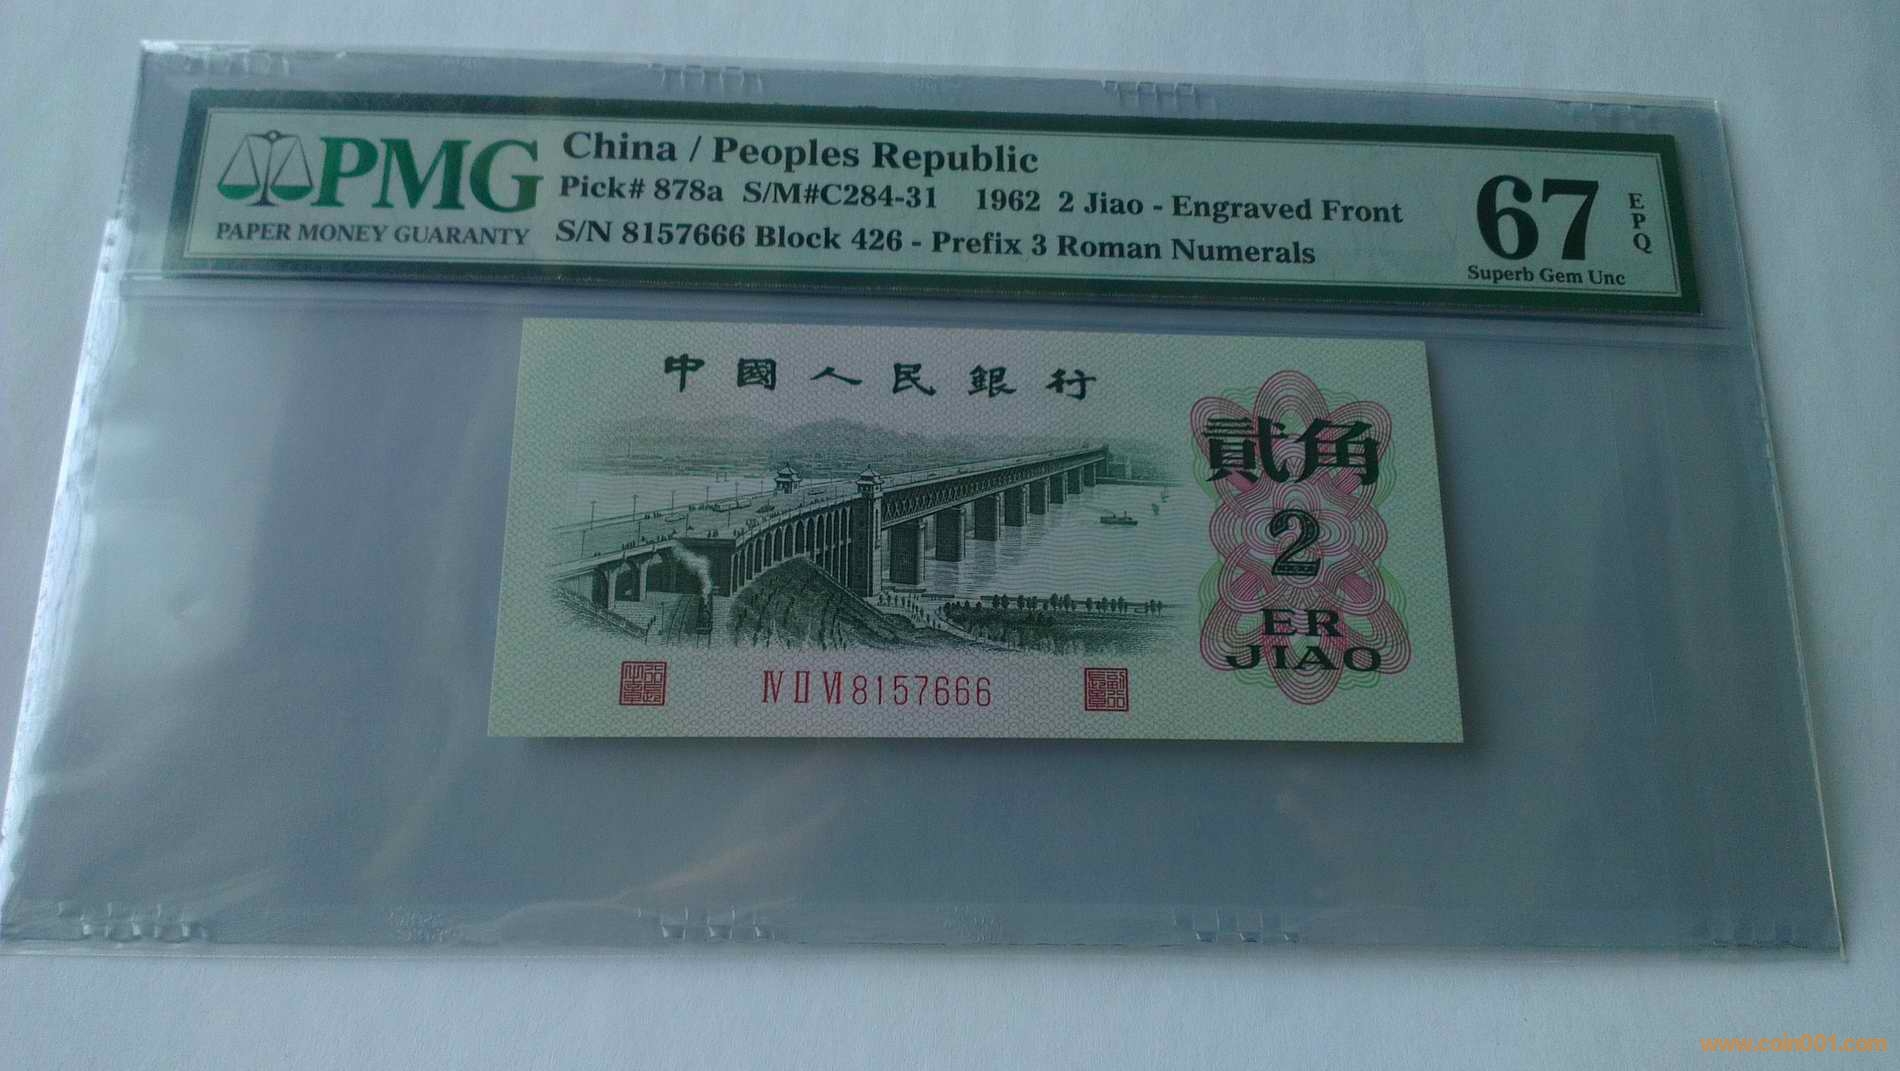 PMG
PAPER MONEY GUARANTY
China / Peoples Republic
Pick# 878a S/M#C284-31 1962 2 Jiao - Engraved Front
S/N 8157666 Block 426 - Prefix 3 Roman Numerals
67
EPQ
Superb Gem Unc
中國人民銀行
貳角
2
ER
JIAO
Ⅳ Ⅱ Ⅵ 8157666
www.coin001.com